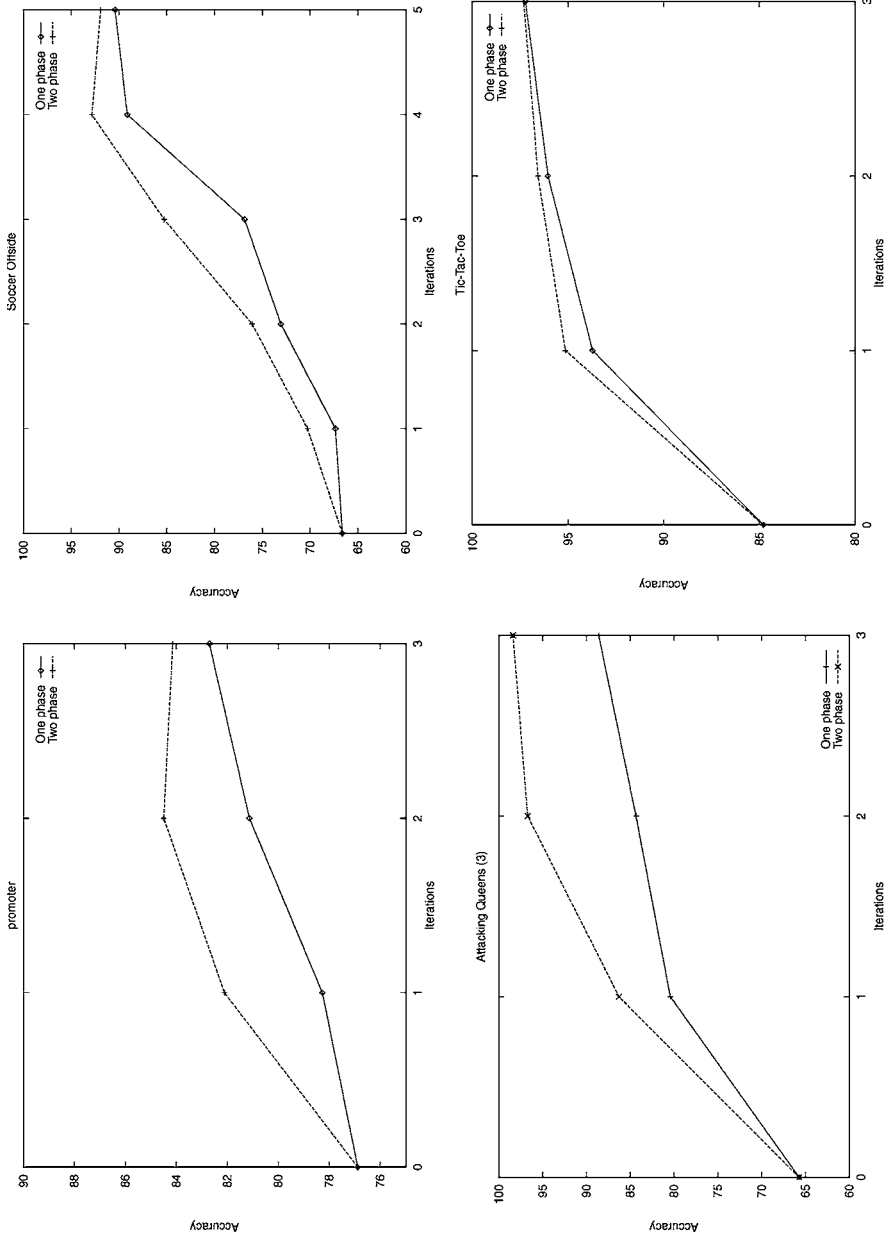 promoter
90
88
86
84
82
80
78
76
0
1
2
3
Accuracy
Iterations
One phase
Two phase
Soccer Offside
100
95
90
85
80
75
70
65
60
0
1
2
3
4
5
Accuracy
Iterations
One phase
Two phase
Attacking Queens (3)
100
95
90
85
80
75
70
65
60
0
1
2
3
Accuracy
Iterations
One phase
Two phase
Tic-Tac-Toe
100
95
90
85
80
0
1
2
3
Accuracy
Iterations
One phase
Two phase